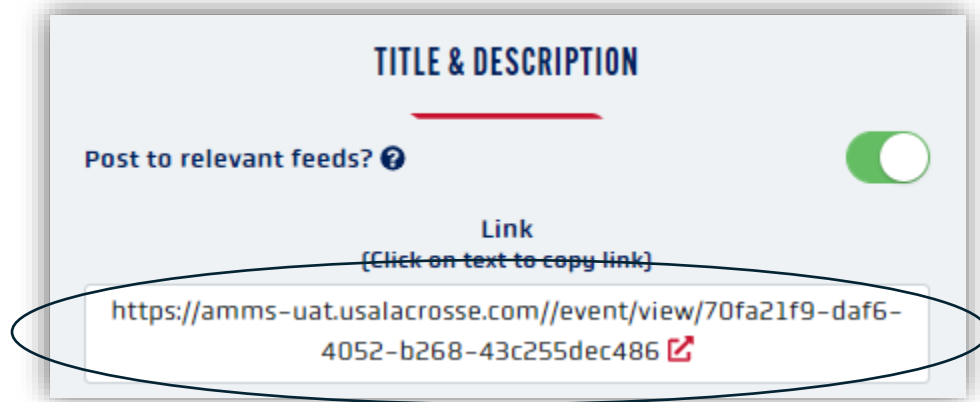 TITLE & DESCRIPTION
Post to relevant feeds?
Link
(Click on text to copy link)
https://amms-uat.usalacrosse.com//event/view/70fa21f9-daf6-
4052-b268-43c255dec486